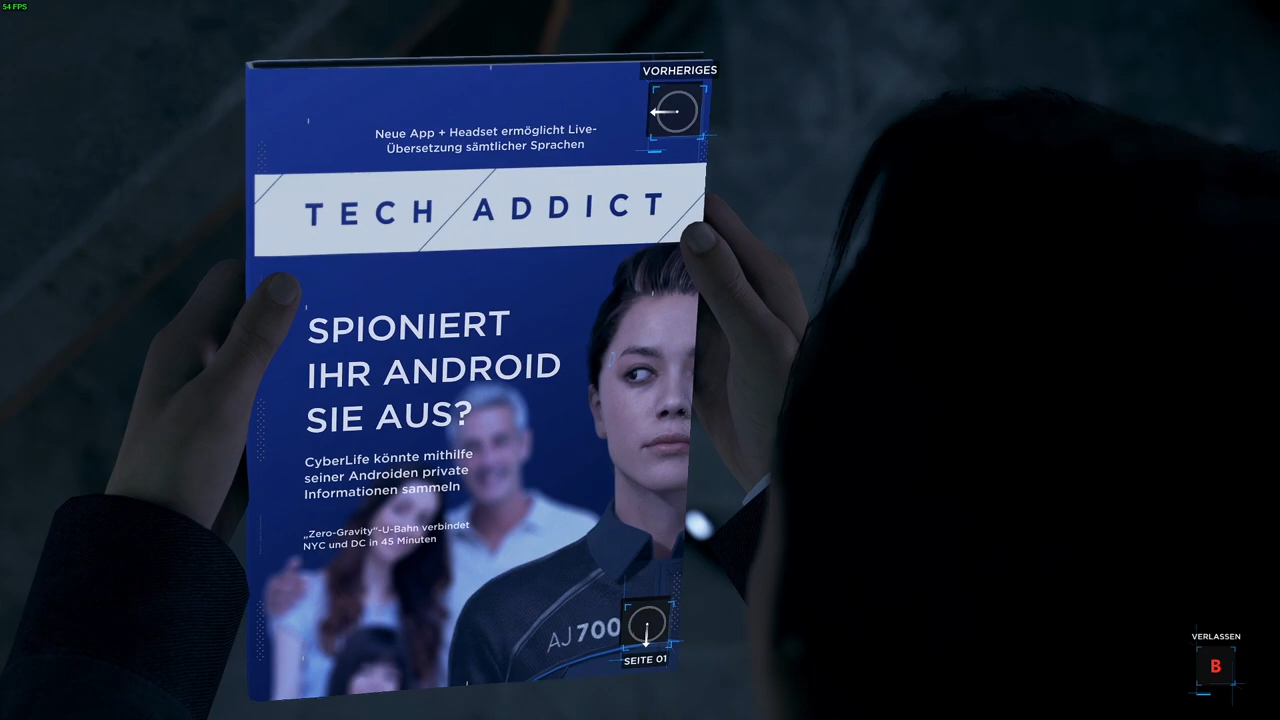 54 FPS
VORHERIGES
Neue App + Headset ermöglicht Live-
Übersetzung sämtlicher Sprachen
TECH ADDICT
SPIONIERT
IHR ANDROID
SIE AUS?
CyberLife könnte mithilfe
seiner Androiden private
Informationen sammeln
„Zero-Gravity“-U-Bahn verbindet
NYC und DC in 45 Minuten
AJ700
SEITE 01
VERLASSEN
B